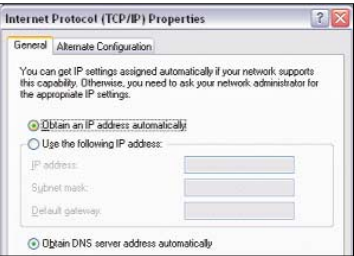 Internet Protocol (TCP/IP) Properties
General Alternate Configuration
You can get IP settings assigned automatically if your network supports
this capability. Otherwise, you need to ask your network administrator for
the appropriate IP settings.
Obtain an IP address automatically
Use the following IP address:
IP address:
Subnet mask:
Default gateway:
Obtain DNS server address automatically